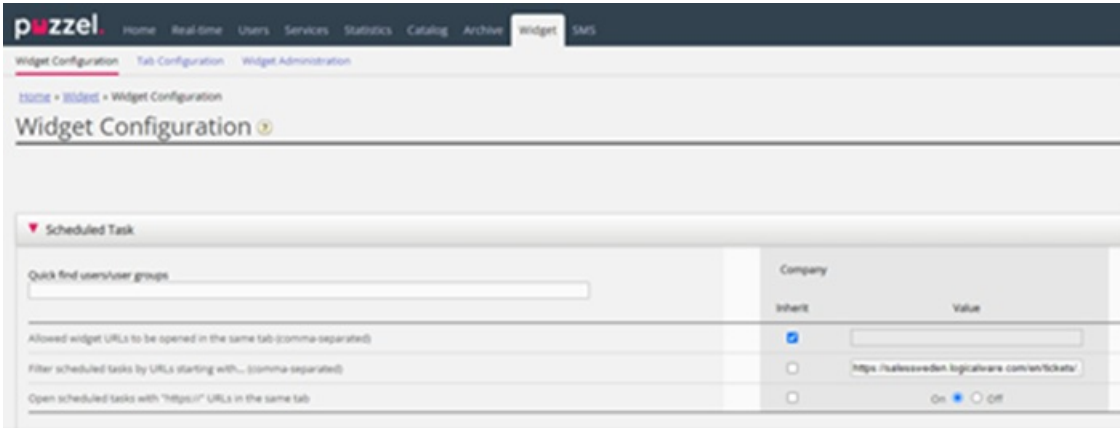 puzzel. Home Real-time Users Services Statistics Catalog Archive Widget SMS
Widget Configuration Tab Configuration Widget Administration
Home » Widget » Widget Configuration
Widget Configuration ?
Scheduled Task
Quick find users/user groups
Company
Inherit Value
Allowed widget URLs to be opened in the same tab (comma-separated)
Filter scheduled tasks by URLs starting with... (comma-separated) https://salessweden.logicalware.com/en/tickets/
Open scheduled tasks with "https://" URLs in the same tab On Off